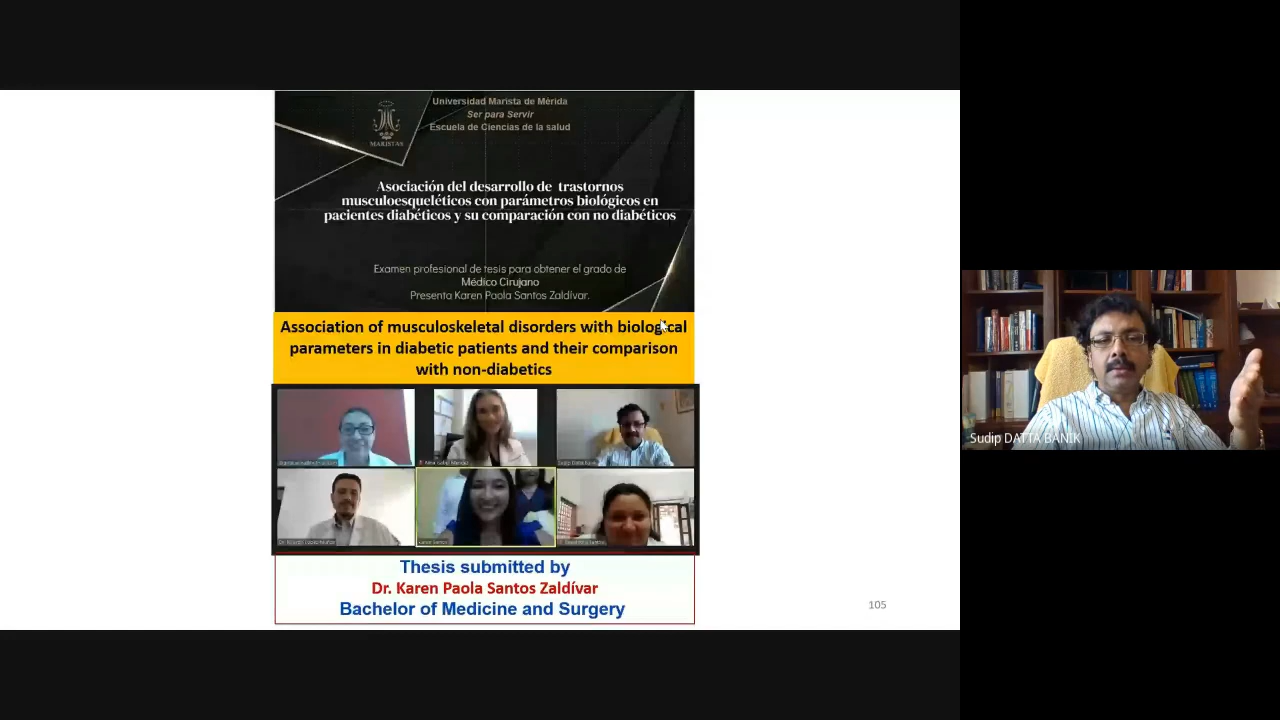 Universidad Marista de Mérida
Ser para Servir
Escuela de Ciencias de la salud
MARISTAS
Asociación del desarrollo de trastornos
musculoesqueléticos con parámetros biológicos en
pacientes diabéticos y su comparación con no diabéticos
Examen profesional de tesis para obtener el grado de
Médico Cirujano
Presenta Karen Paola Santos Zaldívar.
Association of musculoskeletal disorders with biological
parameters in diabetic patients and their comparison
with non-diabetics
Sudip DATTA BANIK
Thesis submitted by
Dr. Karen Paola Santos Zaldívar
Bachelor of Medicine and Surgery
105